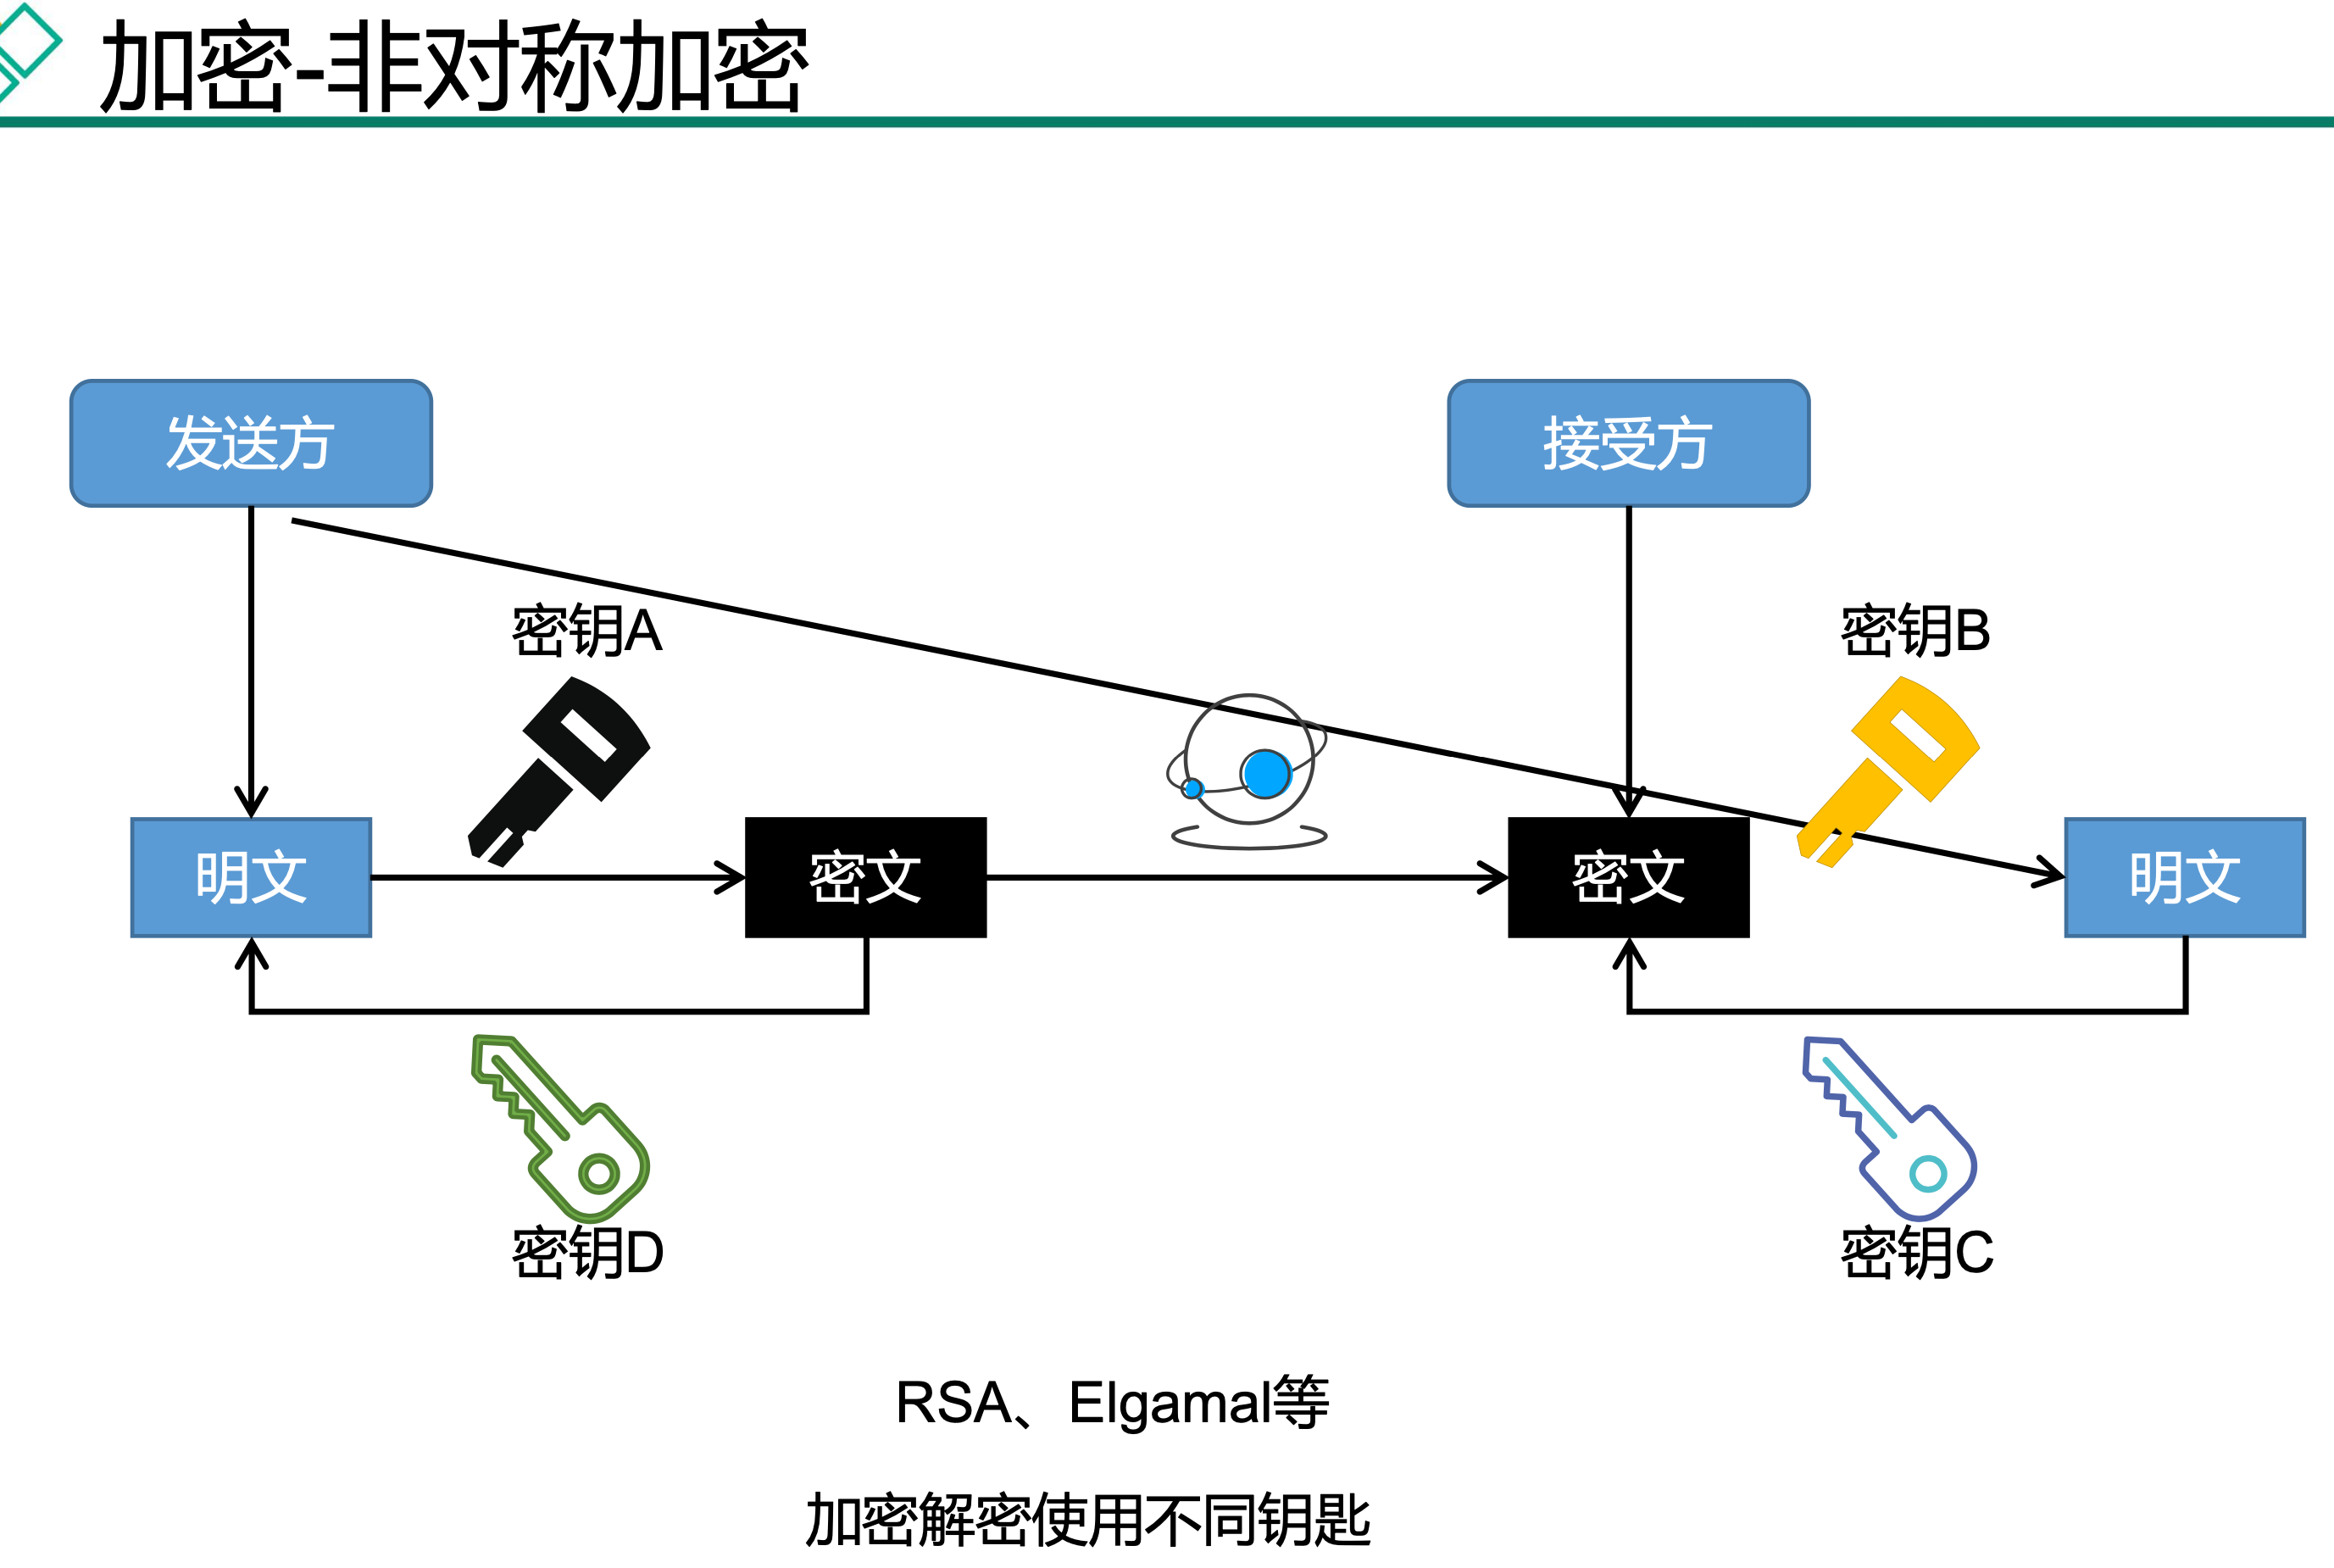 加密-非对称加密
发送方
接受方
密钥A
密钥B
明文
密文
密文
明文
密钥D
密钥C
RSA、Elgamal等
加密解密使用不同钥匙